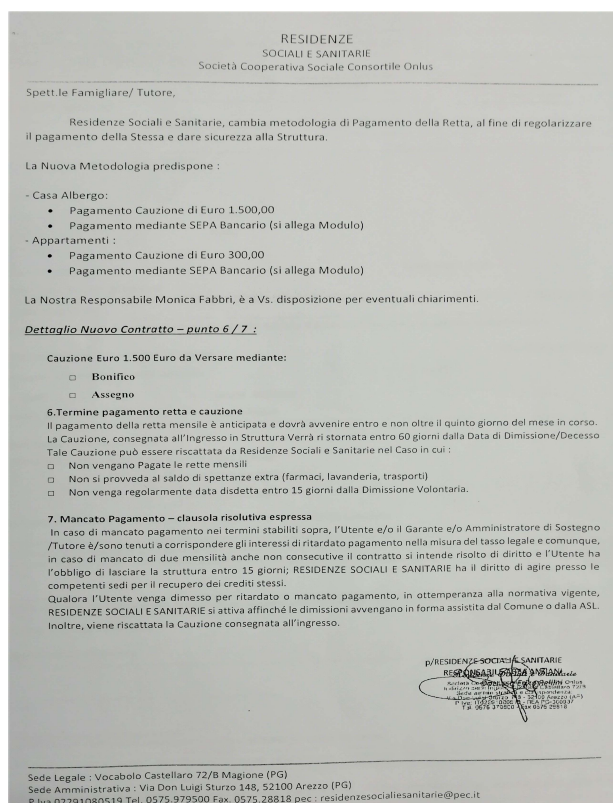 RESIDENZE
SOCIALI E SANITARIE
Società Cooperativa Sociale Consortile Onlus
Spett.le Famigliare/ Tutore,
Residenze Sociali e Sanitarie, cambia metodologia di Pagamento della Retta, al fine di regolarizzare
il pagamento della Stessa e dare sicurezza alla Struttura.
La Nuova Metodologia predispone :
- Casa Albergo:
• Pagamento Cauzione di Euro 1.500,00
• Pagamento mediante SEPA Bancario (si allega Modulo)
- Appartamenti :
• Pagamento Cauzione di Euro 300,00
• Pagamento mediante SEPA Bancario (si allega Modulo)
La Nostra Responsabile Monica Fabbri, è a Vs. disposizione per eventuali chiarimenti.
Dettaglio Nuovo Contratto – punto 6 / 7 :
Cauzione Euro 1.500 Euro da Versare mediante:
□ Bonifico
□ Assegno
6.Termine pagamento retta e cauzione
Il pagamento della retta mensile è anticipata e dovrà avvenire entro e non oltre il quinto giorno del mese in corso.
La Cauzione, consegnata all'Ingresso in Struttura Verrà ri stornata entro 60 giorni dalla Data di Dimissione/Decesso
Tale Cauzione può essere riscattata da Residenze Sociali e Sanitarie nel Caso in cui :
□ Non vengano Pagate le rette mensili
□ Non si provveda al saldo di spettanze extra (farmaci, lavanderia, trasporti)
□ Non venga regolarmente data disdetta entro 15 giorni dalla Dimissione Volontaria.
7. Mancato Pagamento – clausola risolutiva espressa
In caso di mancato pagamento nei termini stabiliti sopra, l'Utente e/o il Garante e/o Amministratore di Sostegno
/Tutore è/sono tenuti a corrispondere gli interessi di ritardato pagamento nella misura del tasso legale e comunque,
in caso di mancato di due mensilità anche non consecutive il contratto si intende risolto di diritto e l'Utente ha
l'obbligo di lasciare la struttura entro 15 giorni; RESIDENZE SOCIALI E SANITARIE ha il diritto di agire presso le
competenti sedi per il recupero dei crediti stessi.
Qualora l'Utente venga dimesso per ritardato o mancato pagamento, in ottemperanza alla normativa vigente,
RESIDENZE SOCIALI E SANITARIE si attiva affinché le dimissioni avvengano in forma assistita dal Comune o dalla ASL.
Inoltre, viene riscattata la Cauzione consegnata all'ingresso.
p/RESIDENZE SOCIALI E SANITARIE
Sede Legale : Vocabolo Castellaro 72/B Magione (PG)
Sede Amministrativa : Via Don Luigi Sturzo 148, 52100 Arezzo (PG)
P.Iva 02791080519 Tel. 0575.979500 Fax. 0575.28818 pec : residenzesocialiesanitarie@pec.it